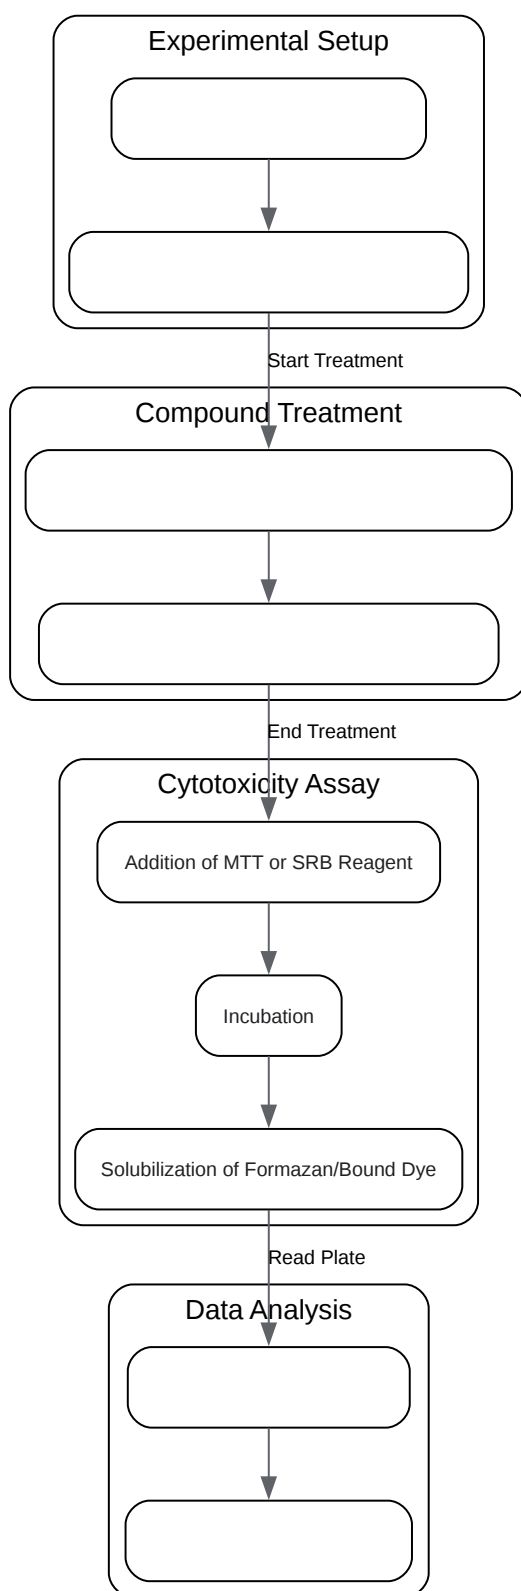 Experimental Setup
Start Treatment
Compound Treatment
End Treatment
Cytotoxicity Assay
Addition of MTT or SRB Reagent
Incubation
Solubilization of Formazan/Bound Dye
Read Plate
Data Analysis